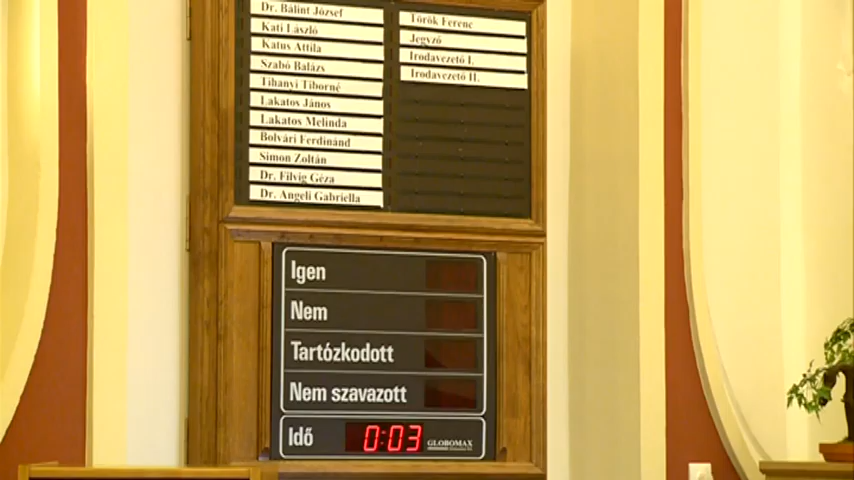 Dr. Bálint József
Kati László
Katus Attila
Szabó Balázs
Tihanyi Tiborné
Lakatos János
Lakatos Melinda
Bolvári Ferdinánd
Simon Zoltán
Dr. Filvig Géza
Dr. Angeli Gabriella
Török Ferenc
Jegyző
Irodavezető I.
Irodavezető II.
Igen
Nem
Tartózkodott
Nem szavazott
Idő 0:03
GLOBOMAX